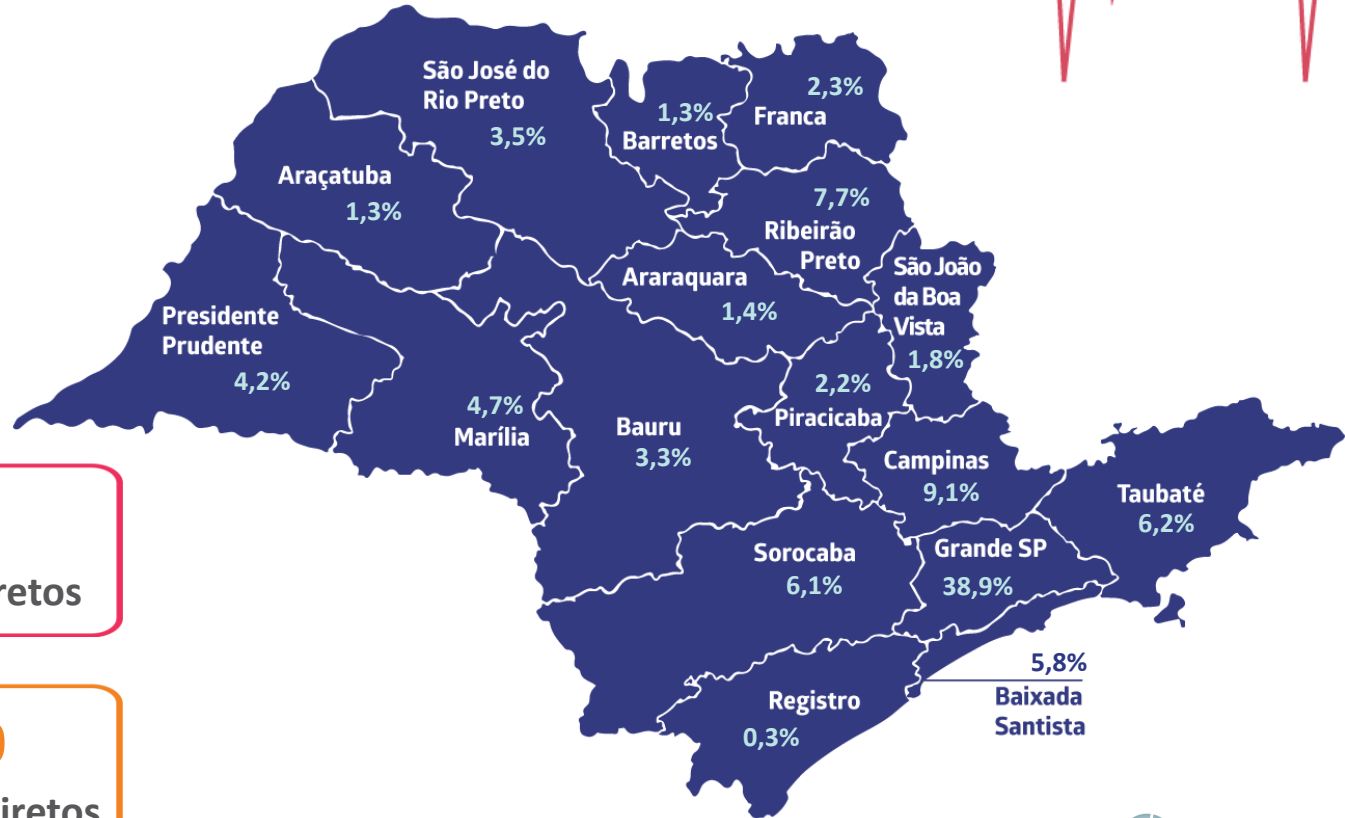 São José do
Rio Preto
3,5%
1,3%
Barretos
2,3%
Franca
Araçatuba
1,3%
7,7%
Ribeirão
Preto
Araraquara
1,4%
São João
da Boa
Vista
1,8%
Presidente
Prudente
4,2%
4,7%
Marília
Bauru
3,3%
2,2%
Piracicaba
Campinas
9,1%
Taubaté
6,2%
Sorocaba
6,1%
Grande SP
38,9%
retos
5,8%
Baixada
Santista
Registro
0,3%
iretos